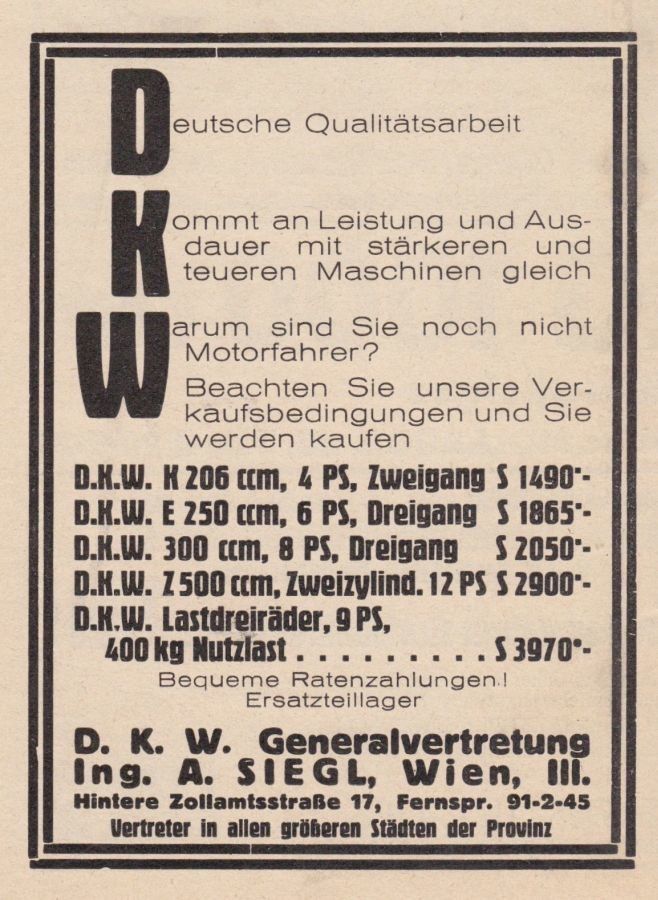 Deutsche Qualitätsarbeit
Kommt an Leistung und Aus-
dauer mit stärkeren und
teueren Maschinen gleich
Warum sind Sie noch nicht
Motorfahrer?
Beachten Sie unsere Ver-
kaufsbedingungen und Sie
werden kaufen
D.K.W. K 206 ccm, 4 PS, Zweigang S 1490·-
D.K.W. E 250 ccm, 6 PS, Dreigang S 1865·-
D.K.W. 300 ccm, 8 PS, Dreigang S 2050·-
D.K.W. Z 500 ccm, Zweizylind. 12 PS S 2900·-
D.K.W. Lastdreiräder, 9 PS,
400 kg Nutzlast . . . . . . . . . . S 3970·-
Bequeme Ratenzahlungen!
Ersatzteillager
D. K. W. Generalvertretung
Ing. A. SIEGL, Wien, III.
Hintere Zollamtsstraße 17, Fernspr. 91-2-45
Vertreter in allen größeren Städten der Provinz